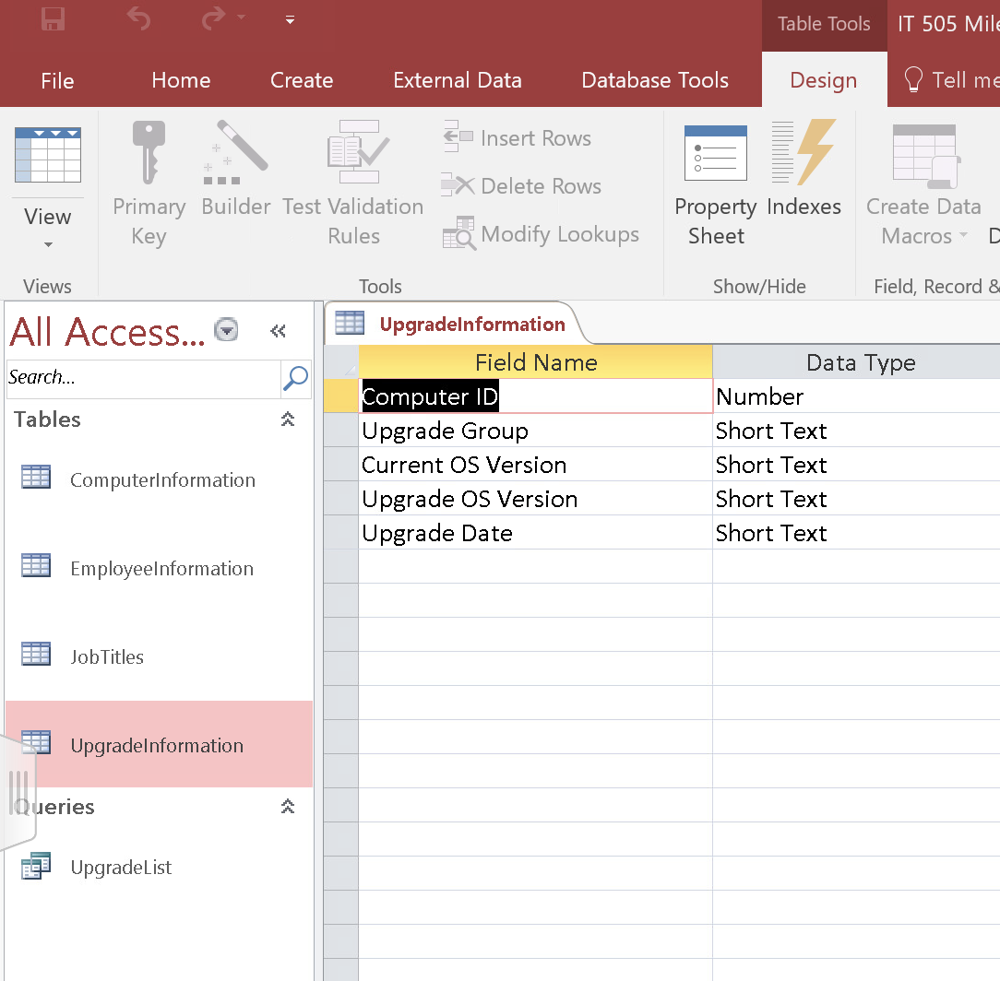 Table Tools
IT 505 Mile
File
Home
Create
External Data
Database Tools
Design
Tell me
View
Primary Key
Builder
Test Validation Rules
Insert Rows
Delete Rows
Modify Lookups
Property Sheet
Indexes
Create Data Macros
D
Views
Tools
Show/Hide
Field, Record &
All Access...
Search...
Tables
ComputerInformation
EmployeeInformation
JobTitles
UpgradeInformation
Queries
UpgradeList
UpgradeInformation
Field Name Data Type
Computer ID Number
Upgrade Group Short Text
Current OS Version Short Text
Upgrade OS Version Short Text
Upgrade Date Short Text